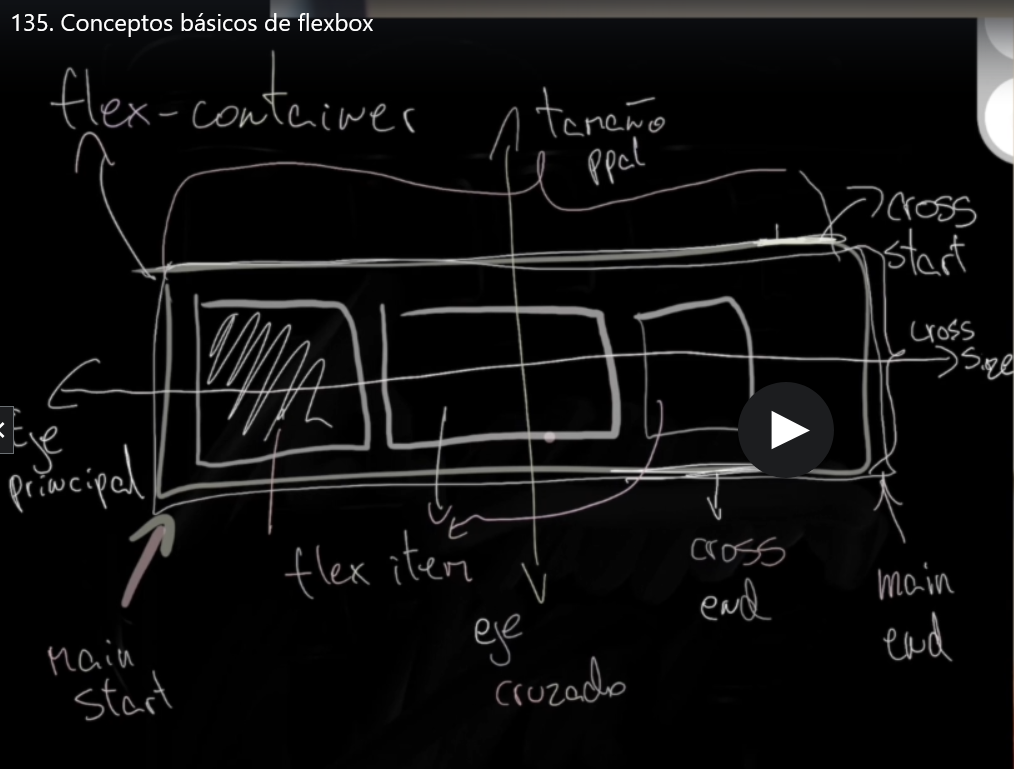 135. Conceptos básicos de flexbox
flex-container
tamaño
ppal
cross
start
cross
size
Eje
principal
flex item
cross
end
main
end
eje
cruzado
Main
start